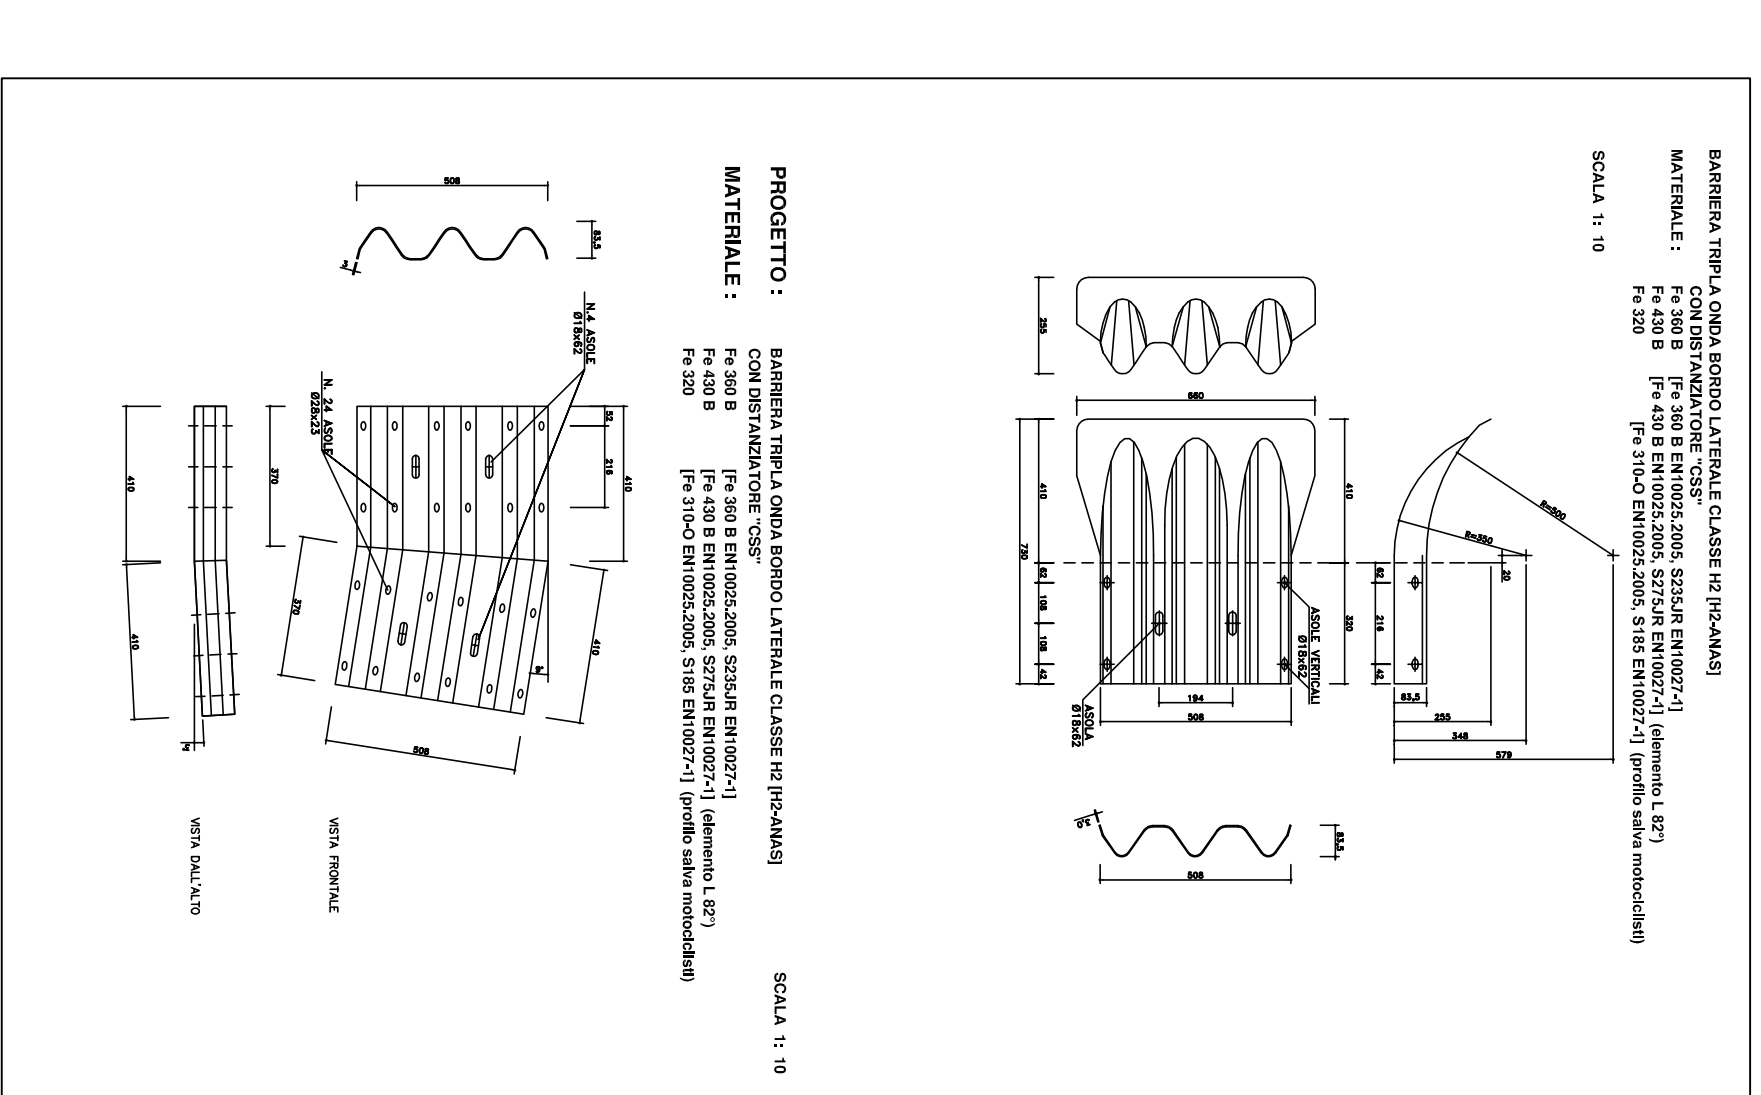 BARRIERA TRIPLA ONDA BORDO LATERALE CLASSE H2 [H2-ANAS]
CON DISTANZIATORE "CSS"
MATERIALE : Fe 360 B [Fe 360 B EN10025.2005, S235JR EN10027-1]
Fe 430 B [Fe 430 B EN10025.2005, S275JR EN10027-1] (elemento L 82°)
Fe 320 [Fe 310-O EN10025.2005, S185 EN10027-1] (profilo salva motociclisti)
SCALA 1: 10
R=500
R=350
20
62
216
42
83,5
255
348
579
255
660
410
320
ASOLE VERTICALI
Ø18x62
410
62
108
108
42
730
194
508
ASOLA
Ø18x62
3,0
83,5
508
PROGETTO : BARRIERA TRIPLA ONDA BORDO LATERALE CLASSE H2 [H2-ANAS]
SCALA 1: 10
CON DISTANZIATORE "CSS"
MATERIALE : Fe 360 B [Fe 360 B EN10025.2005, S235JR EN10027-1]
Fe 430 B [Fe 430 B EN10025.2005, S275JR EN10027-1] (elemento L 82°)
Fe 320 [Fe 310-O EN10025.2005, S185 EN10027-1] (profilo salva motociclisti)
83,5
508
3
N.4 ASOLE
Ø18x62
52
216
410
N. 24 ASOLE
Ø28x23
370
370
410
508
VISTA FRONTALE
410
410
VISTA DALL'ALTO